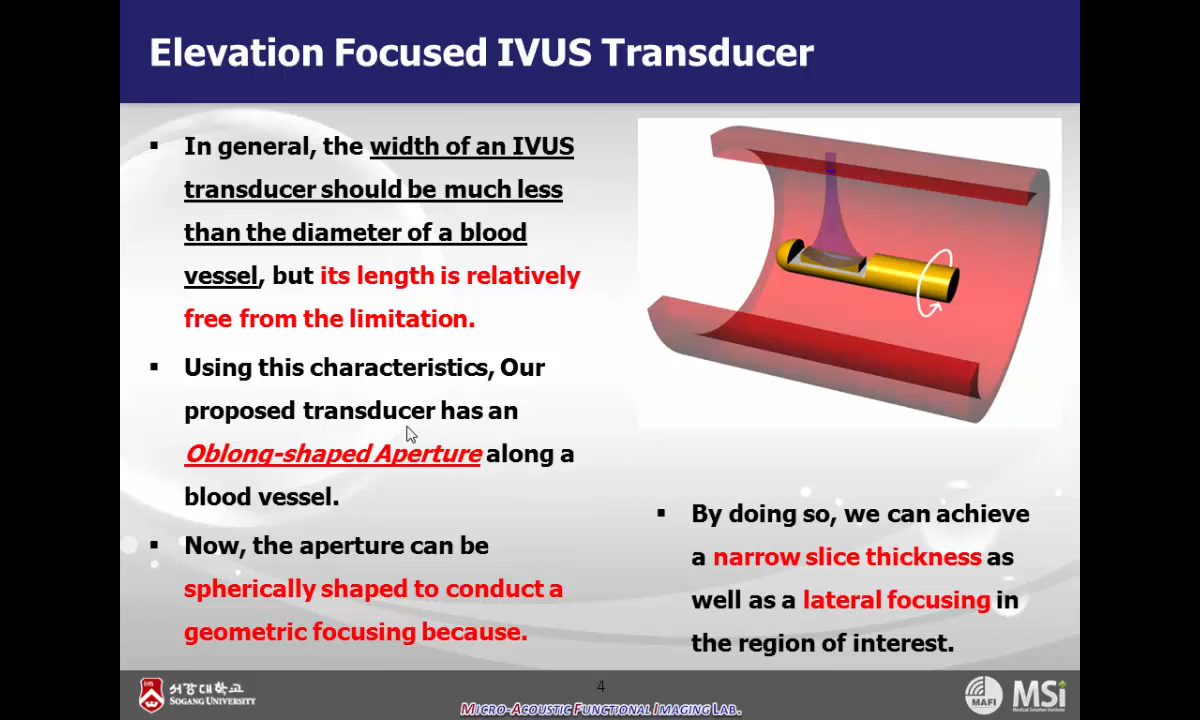 Elevation Focused IVUS Transducer
In general, the width of an IVUS
transducer should be much less
than the diameter of a blood
vessel, but its length is relatively
free from the limitation.
Using this characteristics, Our
proposed transducer has an
Oblong-shaped Aperture along a
blood vessel.
Now, the aperture can be
spherically shaped to conduct a
geometric focusing because.
By doing so, we can achieve
a narrow slice thickness as
well as a lateral focusing in
the region of interest.
서강대학교
SOGANG UNIVERSITY
4
MICRO-ACOUSTIC FUNCTIONAL IMAGING LAB.
MAFI
MSi
Medical Solution Institute